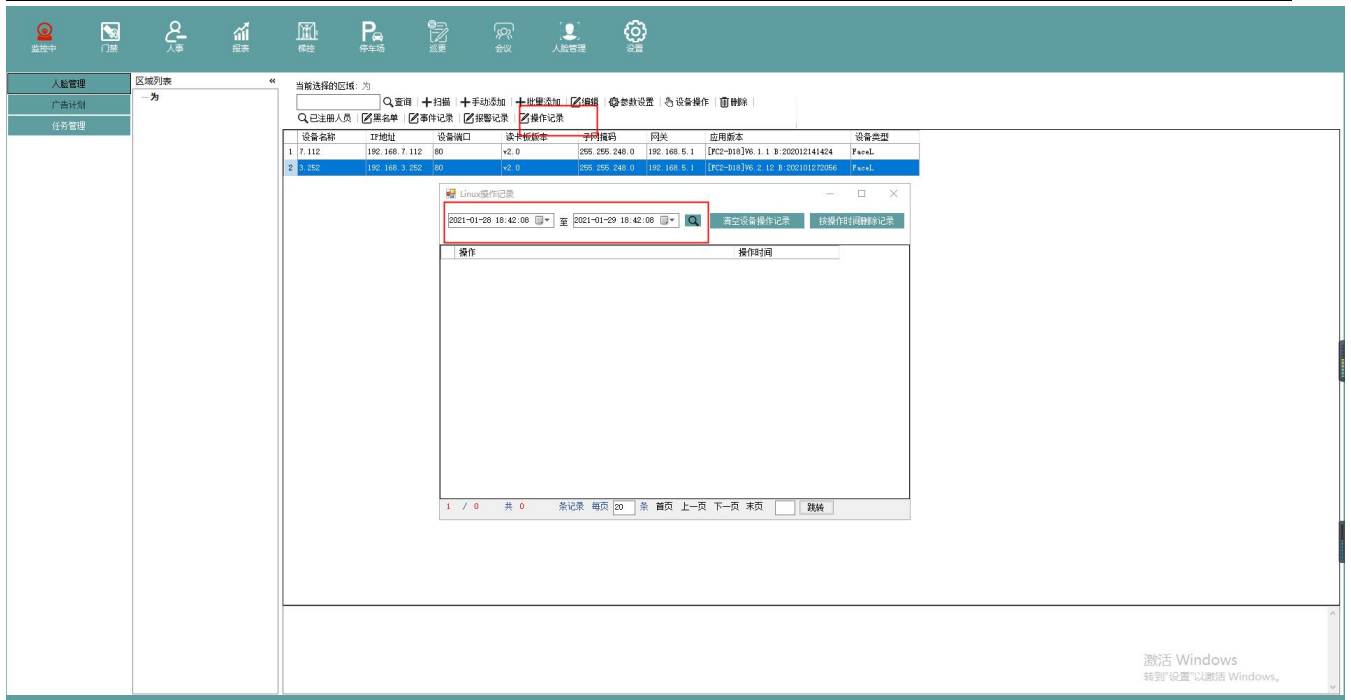 监控中 门禁 人事 报表 梯控 停车场 巡更 会议 人脸管理 设置
人脸管理
广告计划
任务管理
区域列表 «
为
当前选择的区域: 为
查询 扫描 手动添加 批里添加 编辑 参数设置 设备操作 删除
已注册人员 黑名单 事件记录 报警记录 操作记录
设备名称 IP地址 设备端口 读卡板版本 子网掩码 网关 应用版本 设备类型
1 7.112 192.168.7.112 80 v2.0 255.255.248.0 192.168.5.1 [FC2-D18]V6.1.1 B:202012141424 FaceL
2 3.252 192.168.3.252 80 v2.0 255.255.248.0 192.168.5.1 [FC2-D18]V6.2.12 B:202101272056 FaceL
Linux操作记录
2021-01-28 18:42:08 至 2021-01-29 18:42:08 清空设备操作记录 按操作时间删除记录
操作 操作时间
1 / 0 共 0 条记录 每页 20 条 首页 上一页 下一页 末页 跳转
激活 Windows
转到"设置"以激活 Windows。